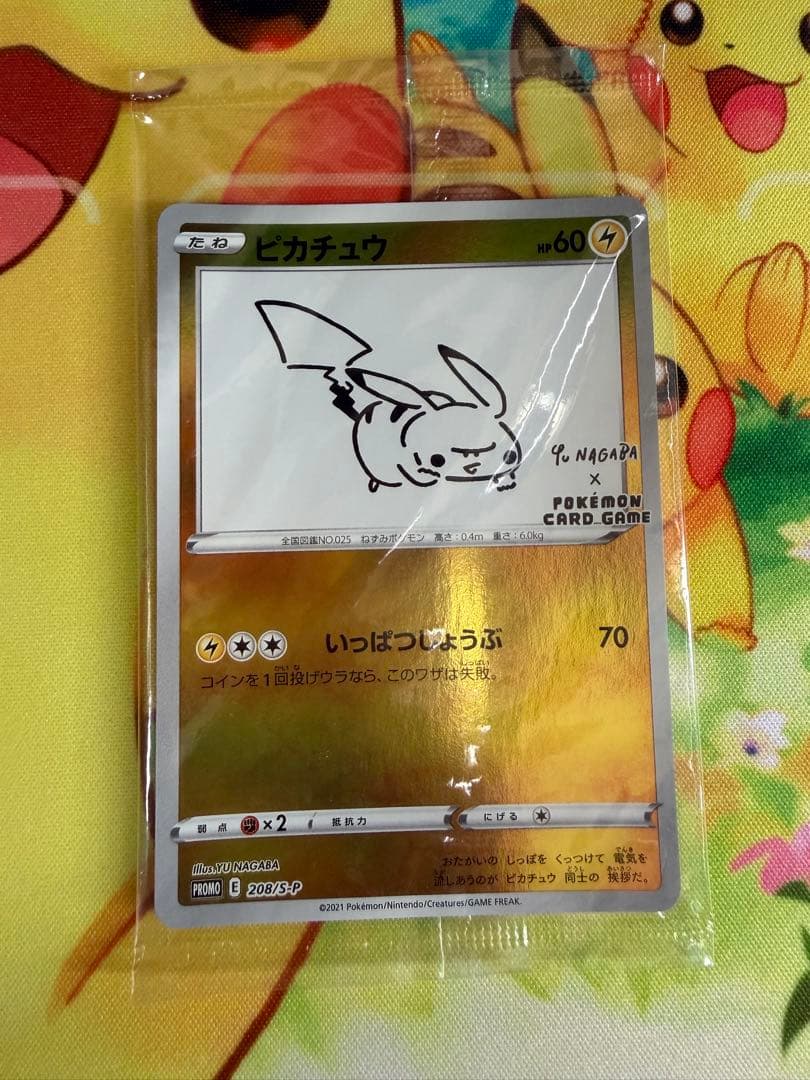 たね ピカチュウ HP60
YU NAGABA
×
POKÉMON
CARD GAME
全国図鑑NO.025 ねずみポケモン 高さ:0.4m 重さ:6.0kg
いっぱつしょうぶ 70
コインを1回投げウラなら、このワザは失敗。
弱点 ×2 抵抗力 にげる
Illus.YU NAGABA
おたがいの しっぽを くっつけて 電気を
流しあうのが ピカチュウ 同士の 挨拶だ。
PROMO E 208/S-P
©2021 Pokémon/Nintendo/Creatures/GAME FREAK.